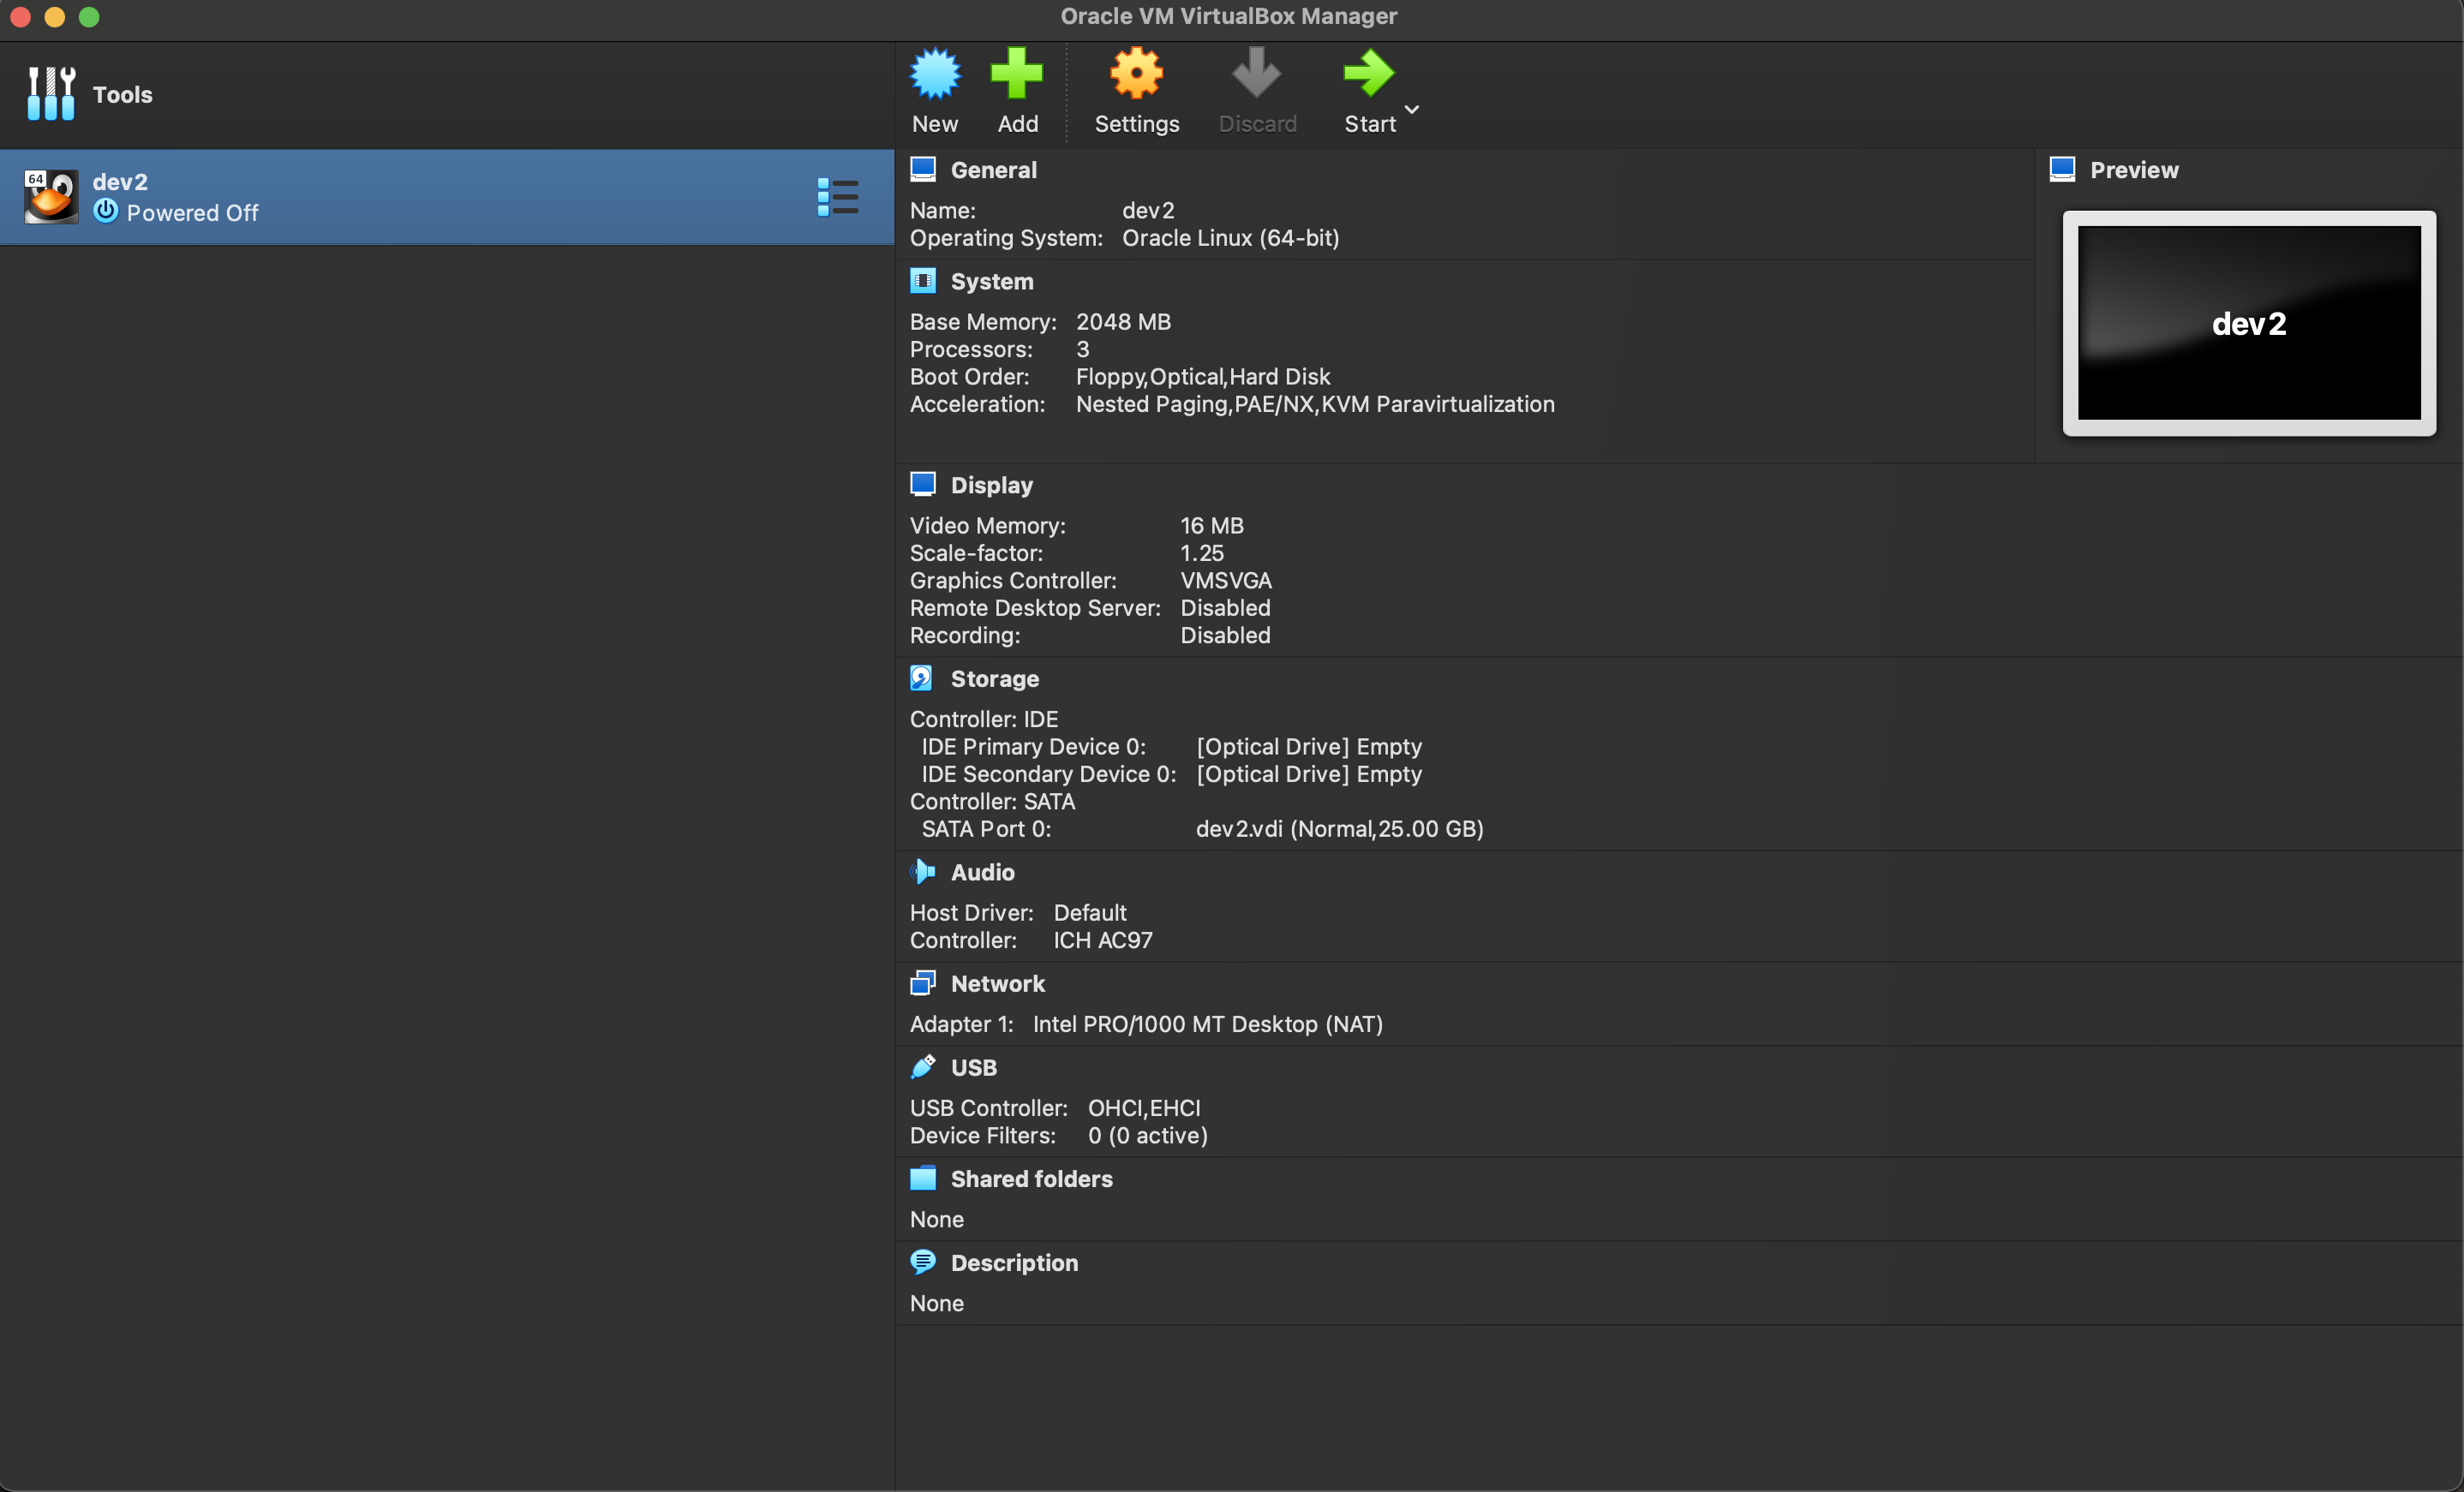 Oracle VM VirtualBox Manager
Tools
New
Add
Settings
Discard
Start
64
dev2
Powered Off
General
Name: dev2
Operating System: Oracle Linux (64-bit)
Preview
dev2
System
Base Memory: 2048 MB
Processors: 3
Boot Order: Floppy,Optical,Hard Disk
Acceleration: Nested Paging,PAE/NX,KVM Paravirtualization
Display
Video Memory: 16 MB
Scale-factor: 1.25
Graphics Controller: VMSVGA
Remote Desktop Server: Disabled
Recording: Disabled
Storage
Controller: IDE
IDE Primary Device 0: [Optical Drive] Empty
IDE Secondary Device 0: [Optical Drive] Empty
Controller: SATA
SATA Port 0: dev2.vdi (Normal,25.00 GB)
Audio
Host Driver: Default
Controller: ICH AC97
Network
Adapter 1: Intel PRO/1000 MT Desktop (NAT)
USB
USB Controller: OHCI,EHCI
Device Filters: 0 (0 active)
Shared folders
None
Description
None